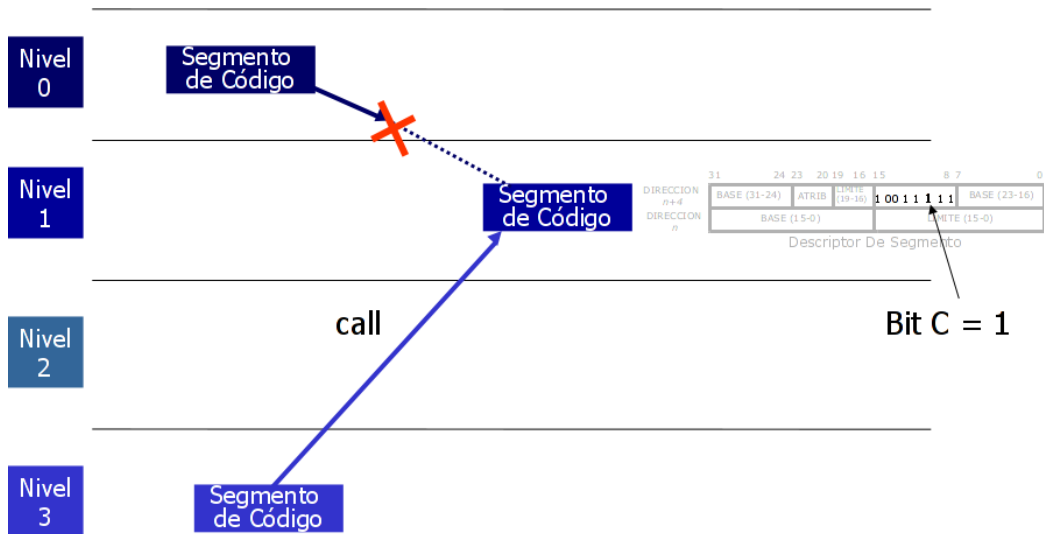 Nivel
0
Segmento
de Código
Nivel
1
Segmento
de Código
31 24 23 20 19 16 15 8 7 0
DIRECCION
n+4
BASE (31-24) ATRIB LIMITE
(19-16) 1 00 1 1 1 1 1 BASE (23-16)
DIRECCION
n
BASE (15-0) LIMITE (15-0)
Descriptor De Segmento
call
Bit C = 1
Nivel
2
Nivel
3
Segmento
de Código